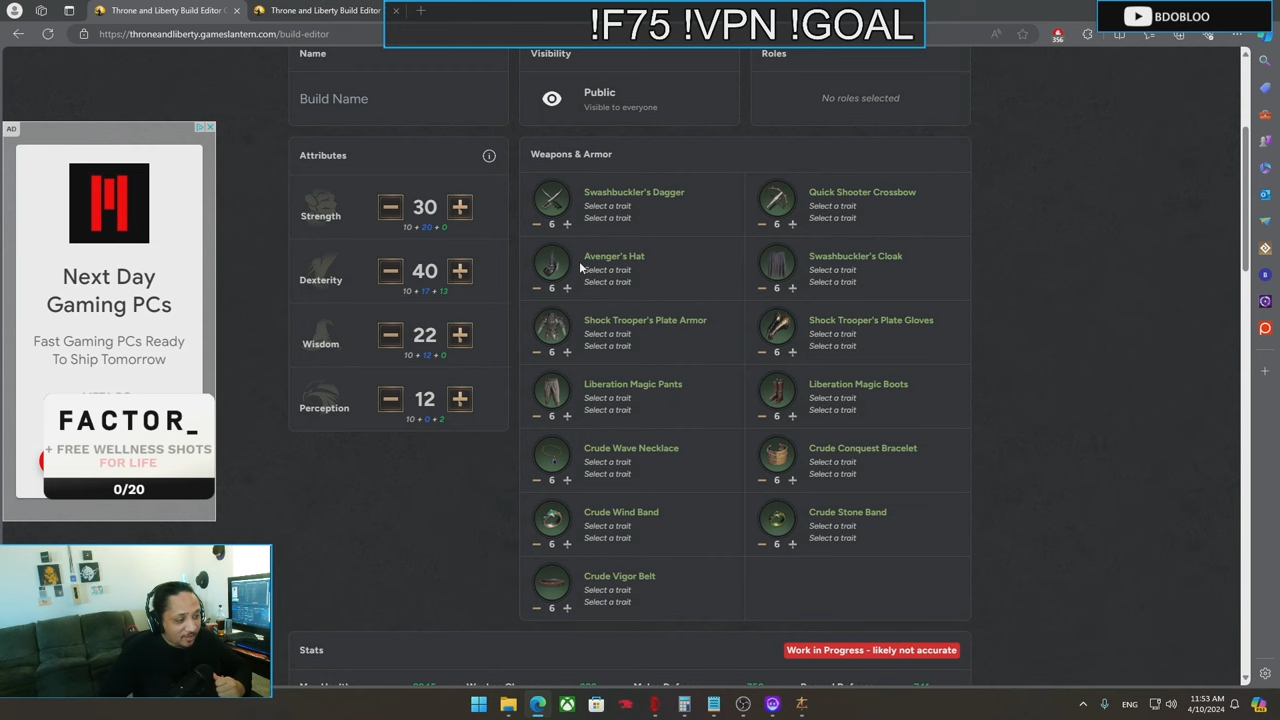 Throne and Liberty Build Editor
Throne and Liberty Build Editor
!F75 !VPN !GOAL
BDOBLOO
https://throneandliberty.gameslantern.com/build-editor
356
Name
Visibility
Roles
Build Name
Public
Visible to everyone
No roles selected
AD
Next Day
Gaming PCs
Fast Gaming PCs Ready
To Ship Tomorrow
FACTOR_
+ FREE WELLNESS SHOTS
FOR LIFE
0/20
Attributes
Strength
30
10 + 20 + 0
Dexterity
40
10 + 17 + 13
Wisdom
22
10 + 12 + 0
Perception
12
10 + 0 + 2
Weapons & Armor
Swashbuckler's Dagger
Select a trait
Select a trait
6
Quick Shooter Crossbow
Select a trait
Select a trait
6
Avenger's Hat
Select a trait
Select a trait
6
Swashbuckler's Cloak
Select a trait
Select a trait
6
Shock Trooper's Plate Armor
Select a trait
Select a trait
6
Shock Trooper's Plate Gloves
Select a trait
Select a trait
6
Liberation Magic Pants
Select a trait
Select a trait
6
Liberation Magic Boots
Select a trait
Select a trait
6
Crude Wave Necklace
Select a trait
Select a trait
6
Crude Conquest Bracelet
Select a trait
Select a trait
6
Crude Wind Band
Select a trait
Select a trait
6
Crude Stone Band
Select a trait
Select a trait
6
Crude Vigor Belt
Select a trait
Select a trait
6
Stats
Work in Progress - likely not accurate
ENG
11:53 AM
4/10/2024